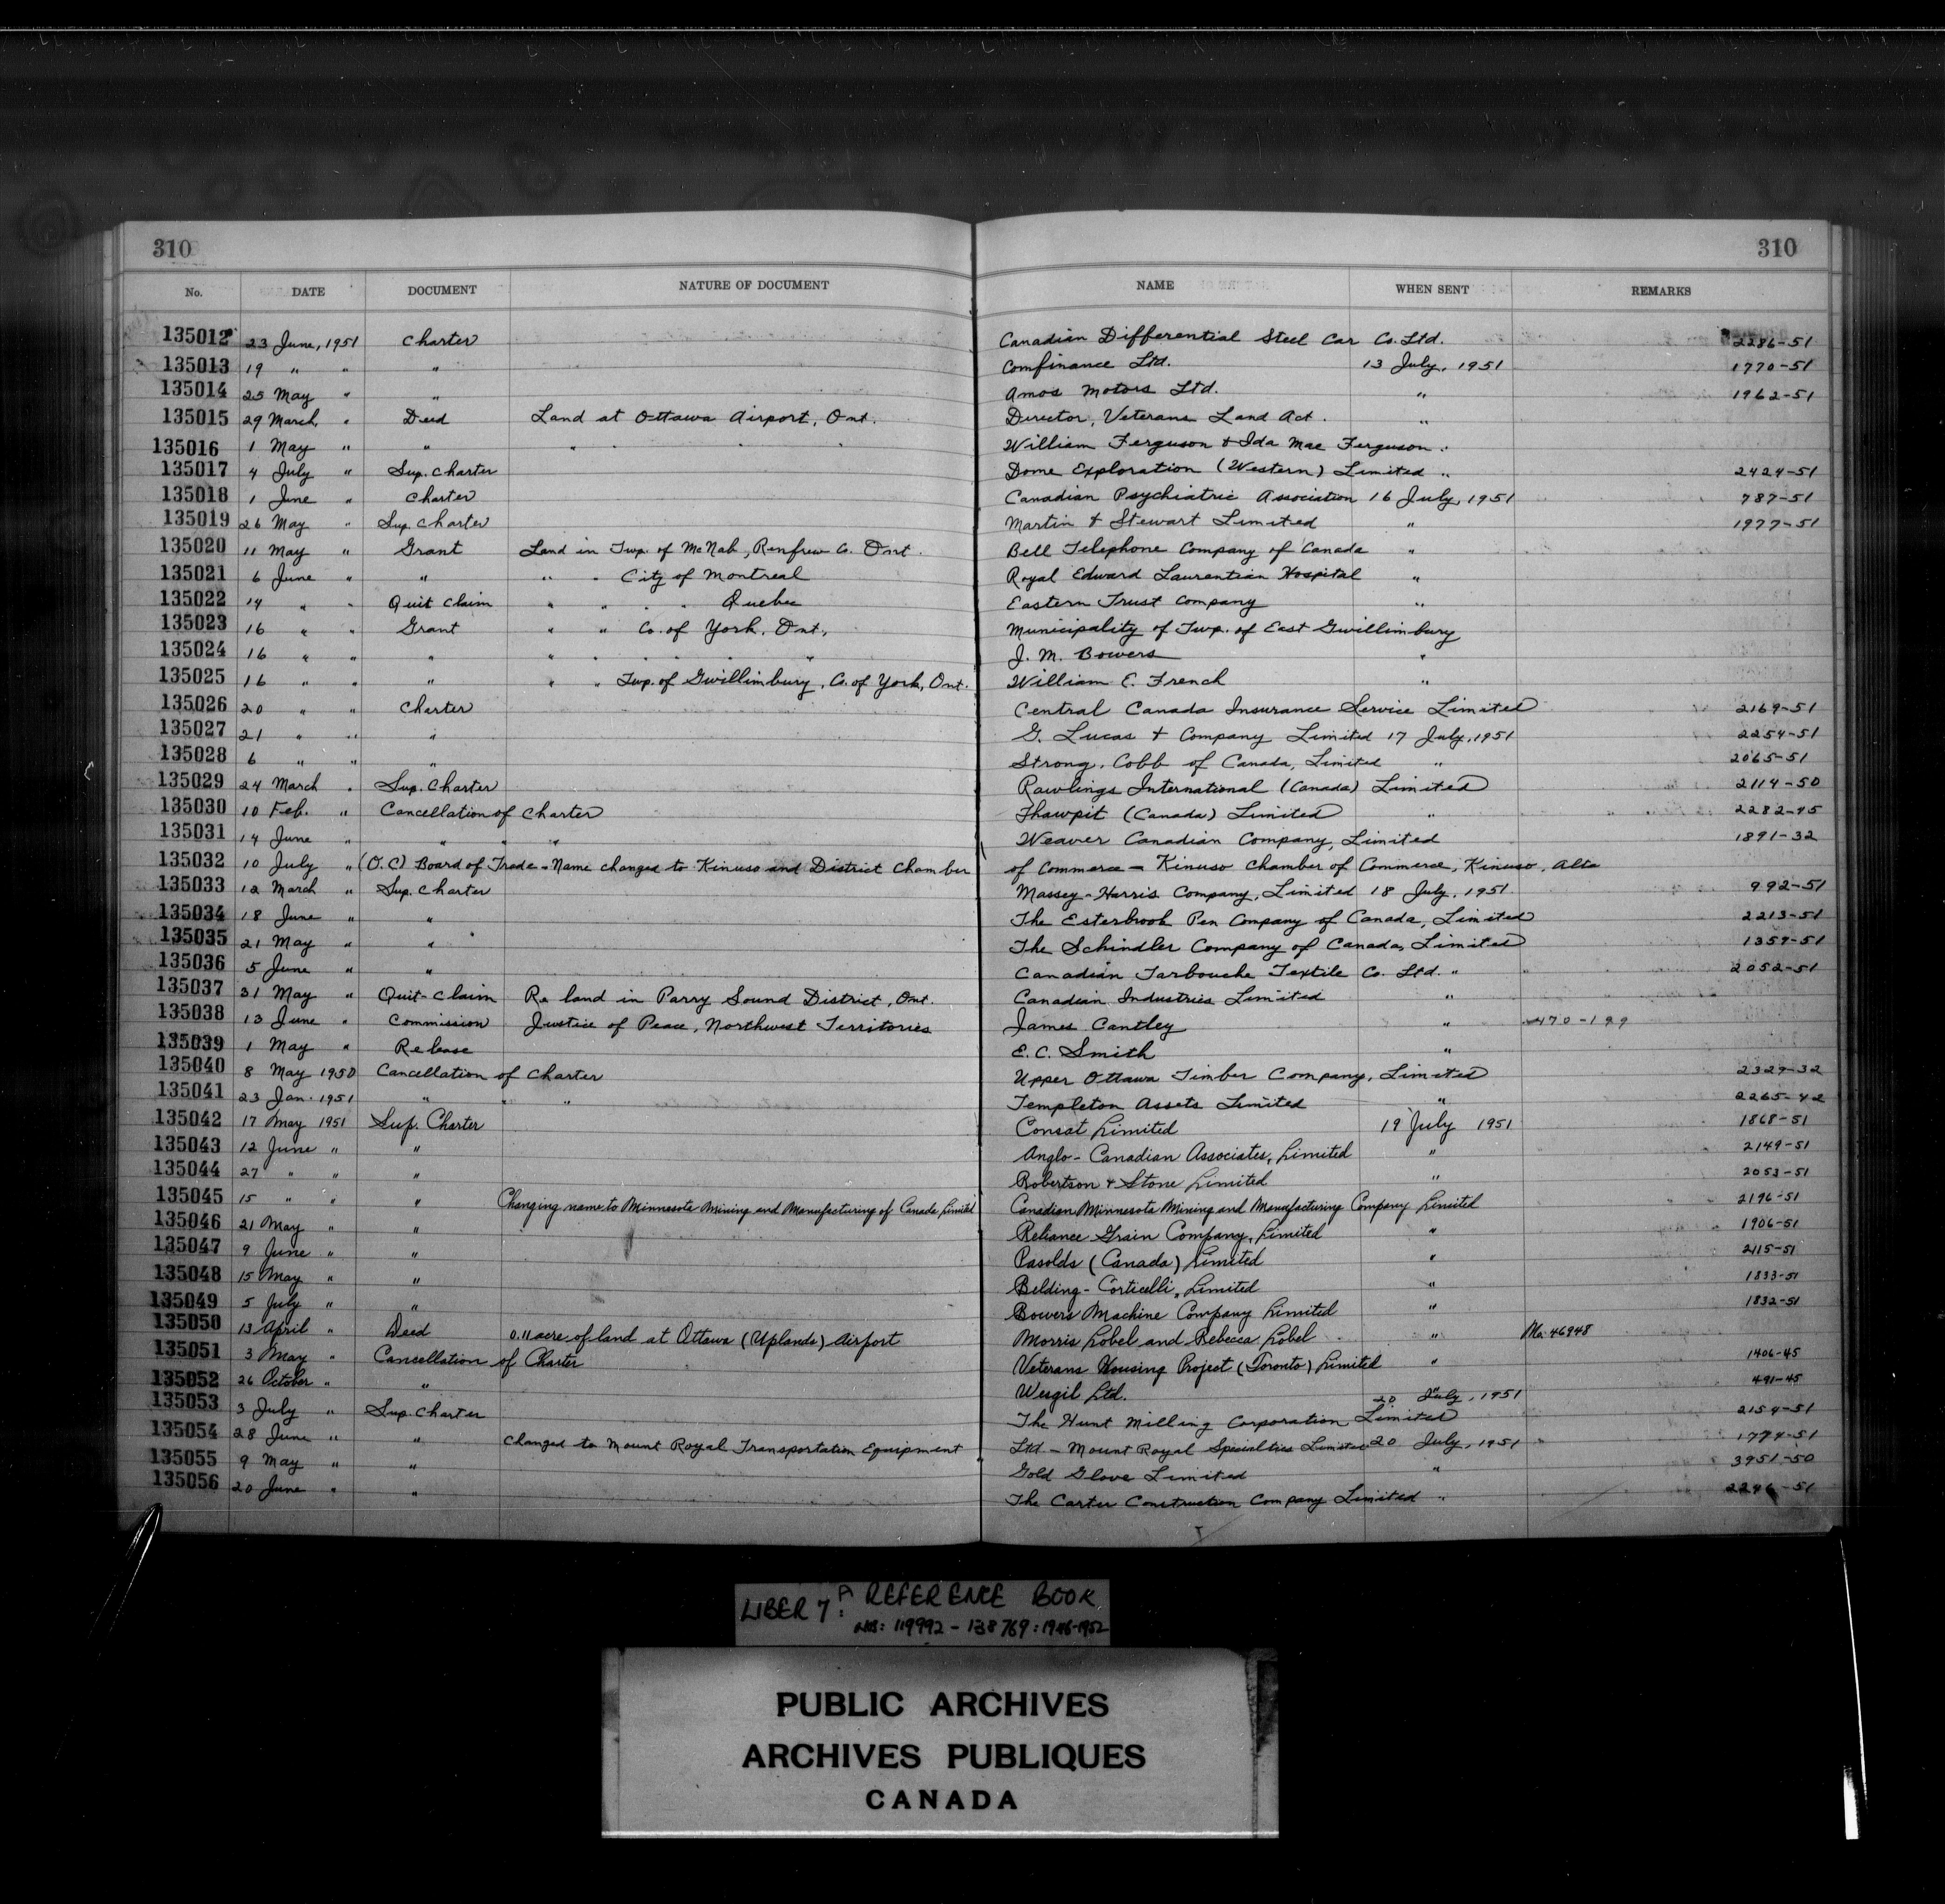 310 310
No. DATE DOCUMENT NATURE OF DOCUMENT NAME WHEN SENT REMARKS
135012 23 June, 1951 Charter Canadian Differential Steel Car Co. Ltd. 2286-51
135013 19 " " " Comfinance Ltd. 13 July, 1951 1770-51
135014 25 May " " Amos Motors Ltd. " 1962-51
135015 29 March, " Deed Land at Ottawa Airport, Ont. Director, Veterans Land Act. "
135016 1 May " " " " " " William Ferguson & Ida Mae Ferguson "
135017 4 July " Sup. Charter Dome Exploration (Western) Limited " 2424-51
135018 1 June " Charter Canadian Psychiatric Association 16 July, 1951 787-51
135019 26 May " Sup. Charter Martin & Stewart Limited " 1977-51
135020 11 May " Grant Land in Twp. of McNab, Renfrew Co. Ont. Bell Telephone Company of Canada "
135021 6 June " " " " City of Montreal Royal Edward Laurentian Hospital "
135022 14 " " Quit Claim " " " " Quebec Eastern Trust Company "
135023 16 " " Grant " " Co. of York, Ont., Municipality of Twp. of East Gwillimbury
135024 16 " " " " " " " " J. M. Bowers "
135025 16 " " " " " Twp. of Gwillimbury, Co. of York, Ont. William E. French "
135026 20 " " Charter Central Canada Insurance Service Limited 2169-51
135027 21 " " " G. Lucas & Company Limited 17 July, 1951 2254-51
135028 6 " " " Strong, Cobb of Canada, Limited " 2065-51
135029 24 March " Sup. Charter Rawlings International (Canada) Limited 2114-50
135030 10 Feb. " Cancellation of Charter Thawpit (Canada) Limited " 2282-45
135031 14 June " " " " Weaver Canadian Company, Limited 1891-32
135032 10 July " (O.C) Board of Trade - Name changed to Kinuso and District Chamber of Commerce - Kinuso Chamber of Commerce, Kinuso, Alta
135033 12 March " Sup. Charter Massey-Harris Company, Limited 18 July, 1951 992-51
135034 18 June " " The Esterbrook Pen Company of Canada, Limited 2213-51
135035 21 May " " The Schindler Company of Canada, Limited 1359-51
135036 5 June " " Canadian Tarbouche Textile Co. Ltd. " 2052-51
135037 31 May " Quit-Claim Re land in Parry Sound District, Ont. Canadian Industries Limited "
135038 13 June " Commission Justice of Peace, Northwest Territories James Cantley " 470-199
135039 1 May " Release E. C. Smith "
135040 8 May 1950 Cancellation of Charter Upper Ottawa Timber Company, Limited 2329-32
135041 23 Jan. 1951 " " " Templeton Assets Limited " 2265-42
135042 17 May 1951 Sup. Charter Consat Limited 19 July 1951 1868-51
135043 12 June " " Anglo-Canadian Associates, Limited " 2149-51
135044 27 " " " Robertson & Stone Limited " 2053-51
135045 15 " " " Changing name to Minnesota Mining and Manufacturing of Canada Limited Canadian Minnesota Mining and Manufacturing Company Limited 2196-51
135046 21 May " " Reliance Grain Company, Limited " 1906-51
135047 9 June " " Pasolds (Canada) Limited " 2115-51
135048 15 May " " Belding-Corticelli, Limited " 1833-51
135049 5 July " " Bowers Machine Company Limited " 1832-51
135050 13 April " Deed 0.11 acre of land at Ottawa (Uplands) Airport Morris Lobel and Rebecca Lobel " 46948
135051 3 May " Cancellation of Charter Veterans Housing Project (Toronto) Limited " 1406-45
135052 26 October " " Wesgil Ltd. " 491-45
135053 3 July " Sup. Charter The Hunt Milling Corporation Limited 20 July, 1951 2154-51
135054 28 June " " Changed to Mount Royal Transportation Equipment Ltd - Mount Royal Specialties Limited 20 July, 1951 1774-51
135055 9 May " " Gold Glove Limited " 3951-50
135056 20 June " " The Carter Construction Company Limited " 2246-51
LIBER 7A: REFERENCE BOOK
NOS: 119992 - 138769: 1946-1952
PUBLIC ARCHIVES
ARCHIVES PUBLIQUES
CANADA